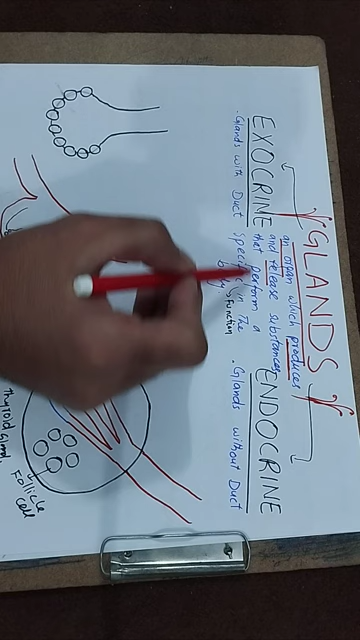 GLANDS
an organ which produces
and release substances
that perform a
specific function
in the body
EXOCRINE
- Glands with Duct
ENDOCRINE
- Glands without Duct
Follicle
cell
Thyroid Gland.